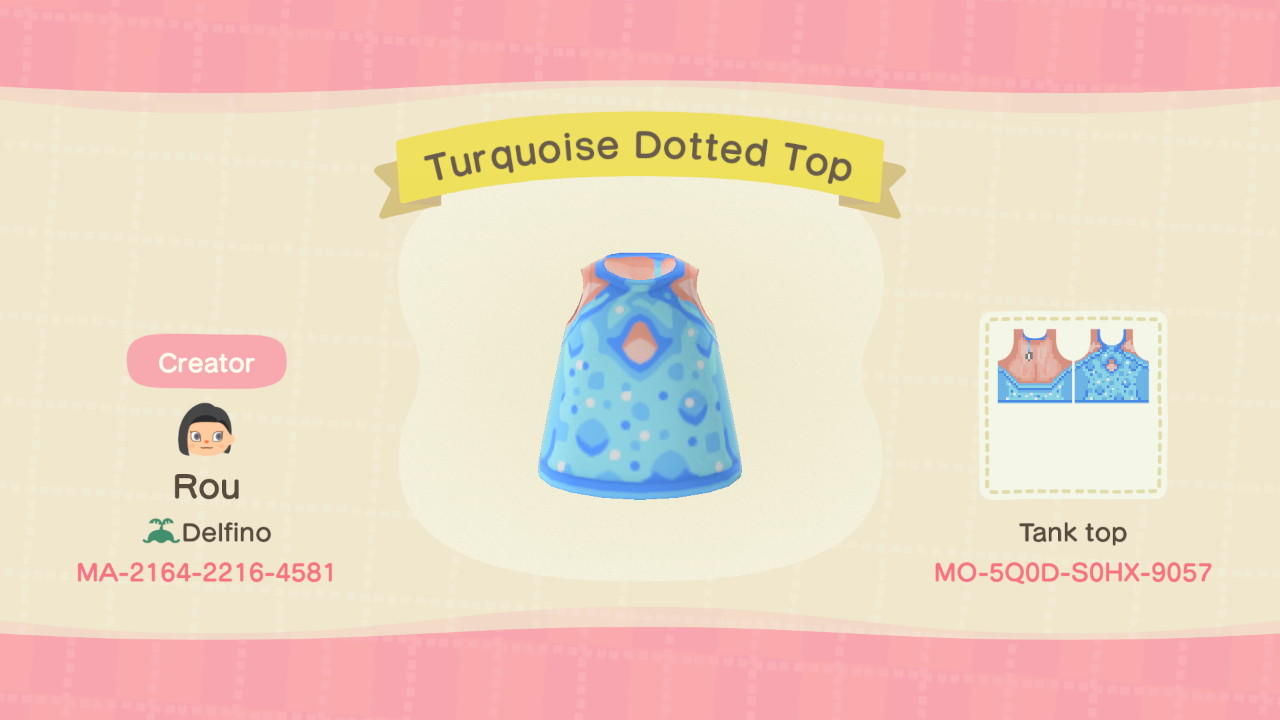 Turquoise Dotted Top
Creator
Rou
Delfino
MA-2164-2216-4581
Tank top
MO-5Q0D-S0HX-9057